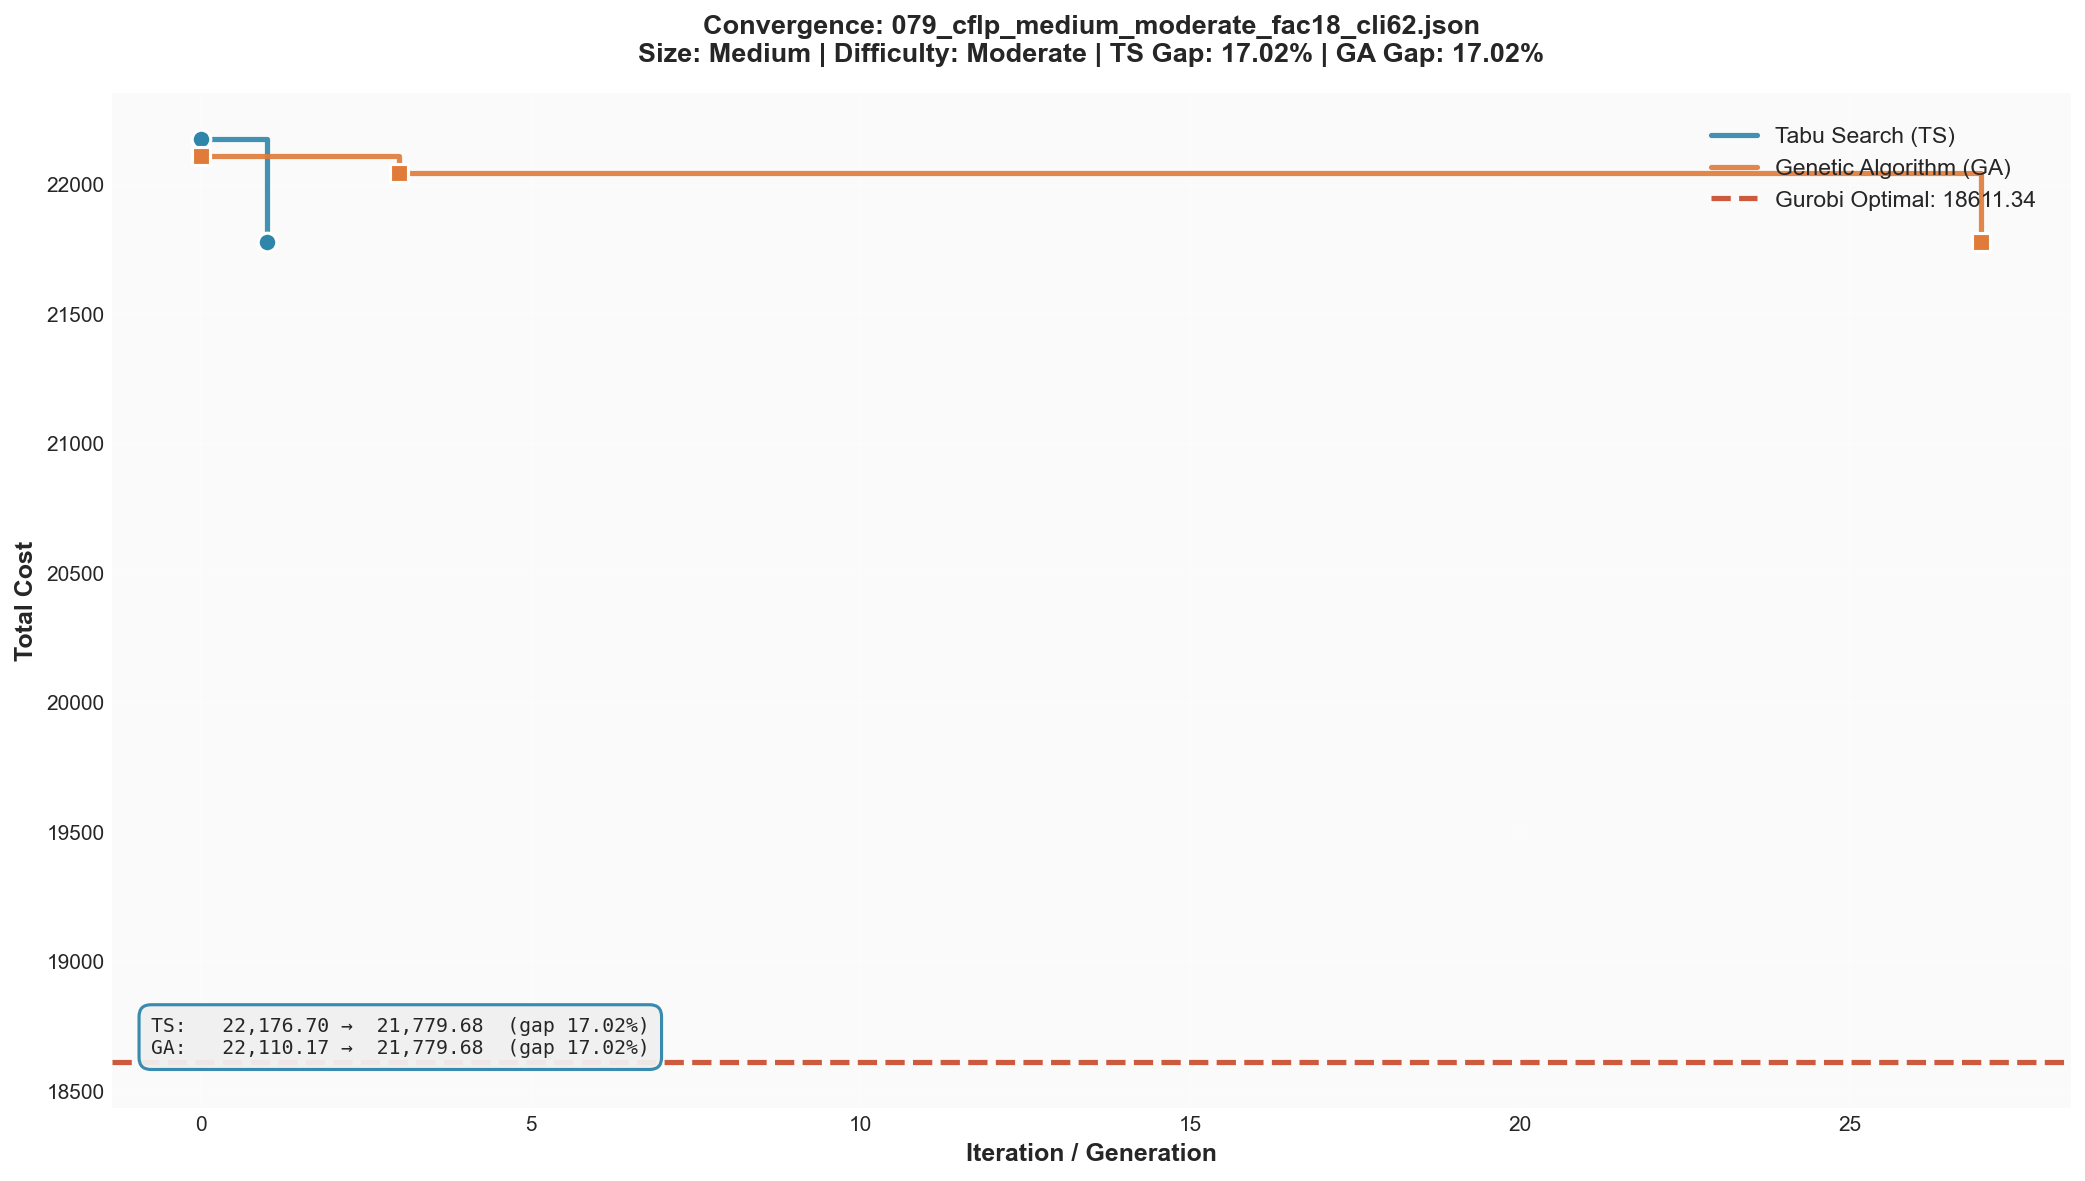 Convergence: 079_cflp_medium_moderate_fac18_cli62.json
Size: Medium | Difficulty: Moderate | TS Gap: 17.02% | GA Gap: 17.02%
Tabu Search (TS)
Genetic Algorithm (GA)
Gurobi Optimal: 18611.34
Total Cost
22000
21500
21000
20500
20000
19500
19000
18500
TS: 22,176.70 → 21,779.68 (gap 17.02%)
GA: 22,110.17 → 21,779.68 (gap 17.02%)
0 5 10 15 20 25
Iteration / Generation